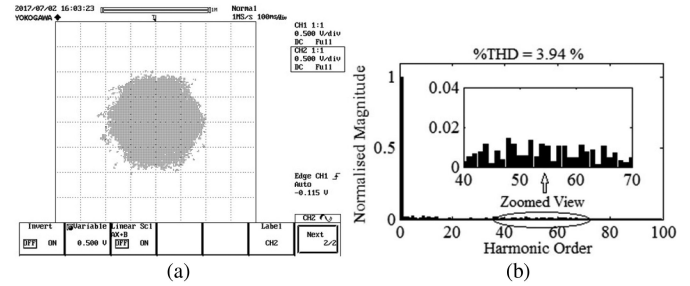 2017/07/02 16:03:23
Normal
YOKOGAWA
1MS/s 100ms/div
CH1 1:1
0.500 V/div
DC Full
CH2 1:1
0.500 V/div
DC Full
Edge CH1
Auto
-0.115 V
CH2
Invert
OFF ON
Variable
0.500 V
Linear Scl
AX+B
OFF ON
Label
CH2
Next
2/2
(a)
%THD = 3.94 %
Normalised Magnitude
1
0.5
0
0.04
0.02
0
40 50 60 70
Zoomed View
0 20 40 60 80 100
Harmonic Order
(b)